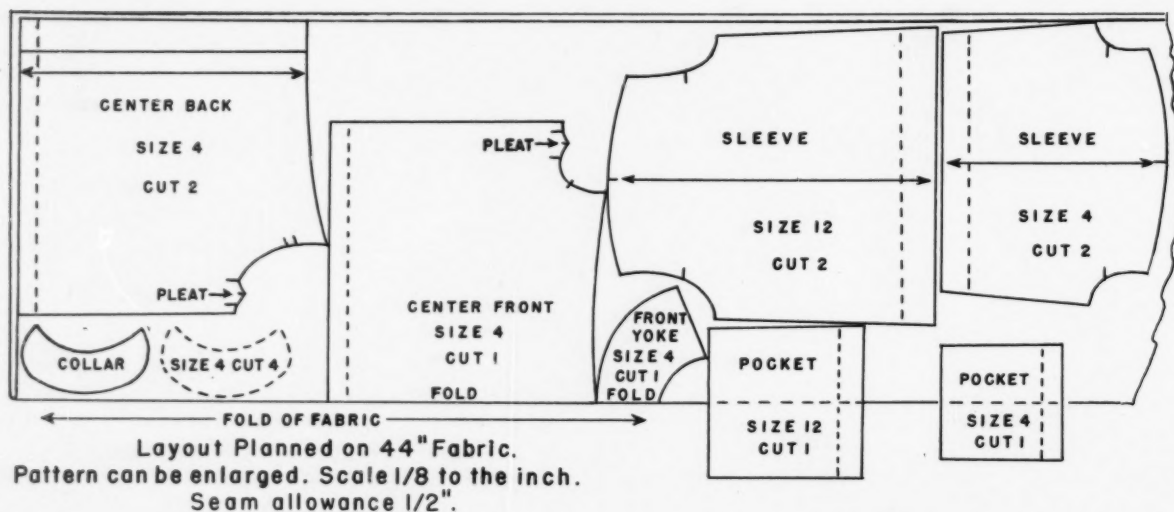 CENTER BACK
SIZE 4
CUT 2
PLEAT
COLLAR
SIZE 4 CUT 4
PLEAT
CENTER FRONT
SIZE 4
CUT 1
FOLD
FRONT
YOKE
SIZE 4
CUT 1
FOLD
SLEEVE
SIZE 12
CUT 2
SLEEVE
SIZE 4
CUT 2
POCKET
SIZE 12
CUT 1
POCKET
SIZE 4
CUT 1
FOLD OF FABRIC
Layout Planned on 44" Fabric.
Pattern can be enlarged. Scale 1/8 to the inch.
Seam allowance 1/2".